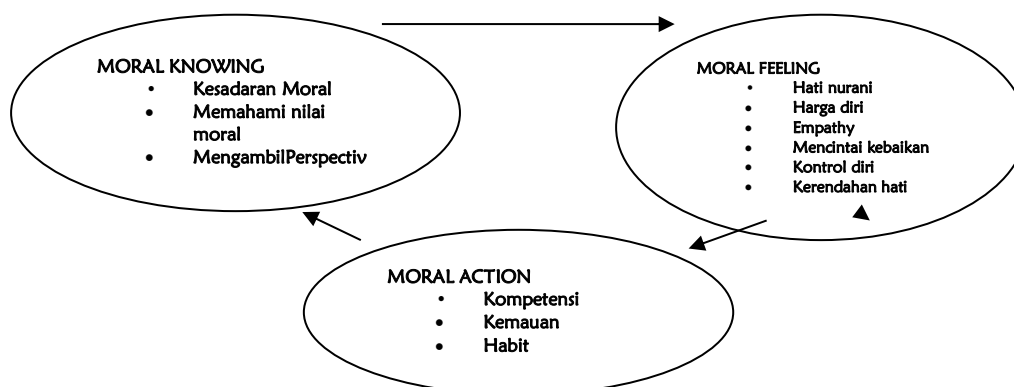 MORAL KNOWING
• Kesadaran Moral
• Memahami nilai
moral
• MengambilPerspectiv
MORAL FEELING
• Hati nurani
• Harga diri
• Empathy
• Mencintai kebaikan
• Kontrol diri
• Kerendahan hati
MORAL ACTION
• Kompetensi
• Kemauan
• Habit